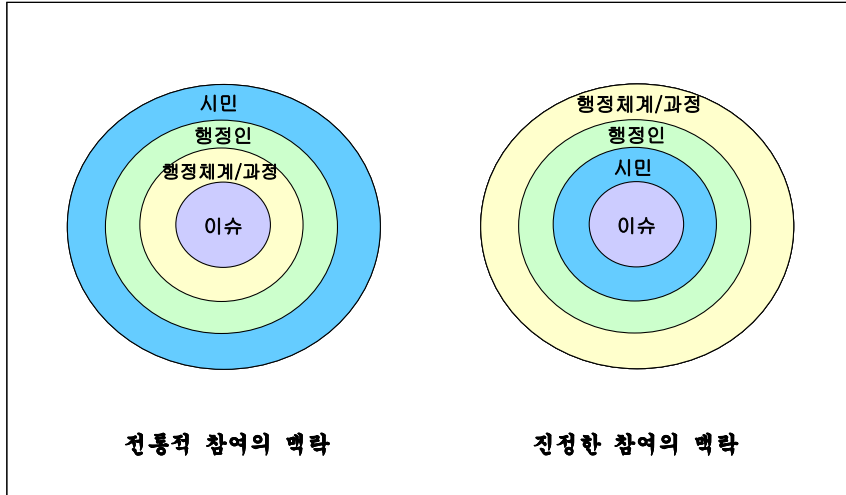 시민
행정인
행정체계/과정
이슈
전통적 참여의 맥락
행정체계/과정
행정인
시민
이슈
진정한 참여의 맥락